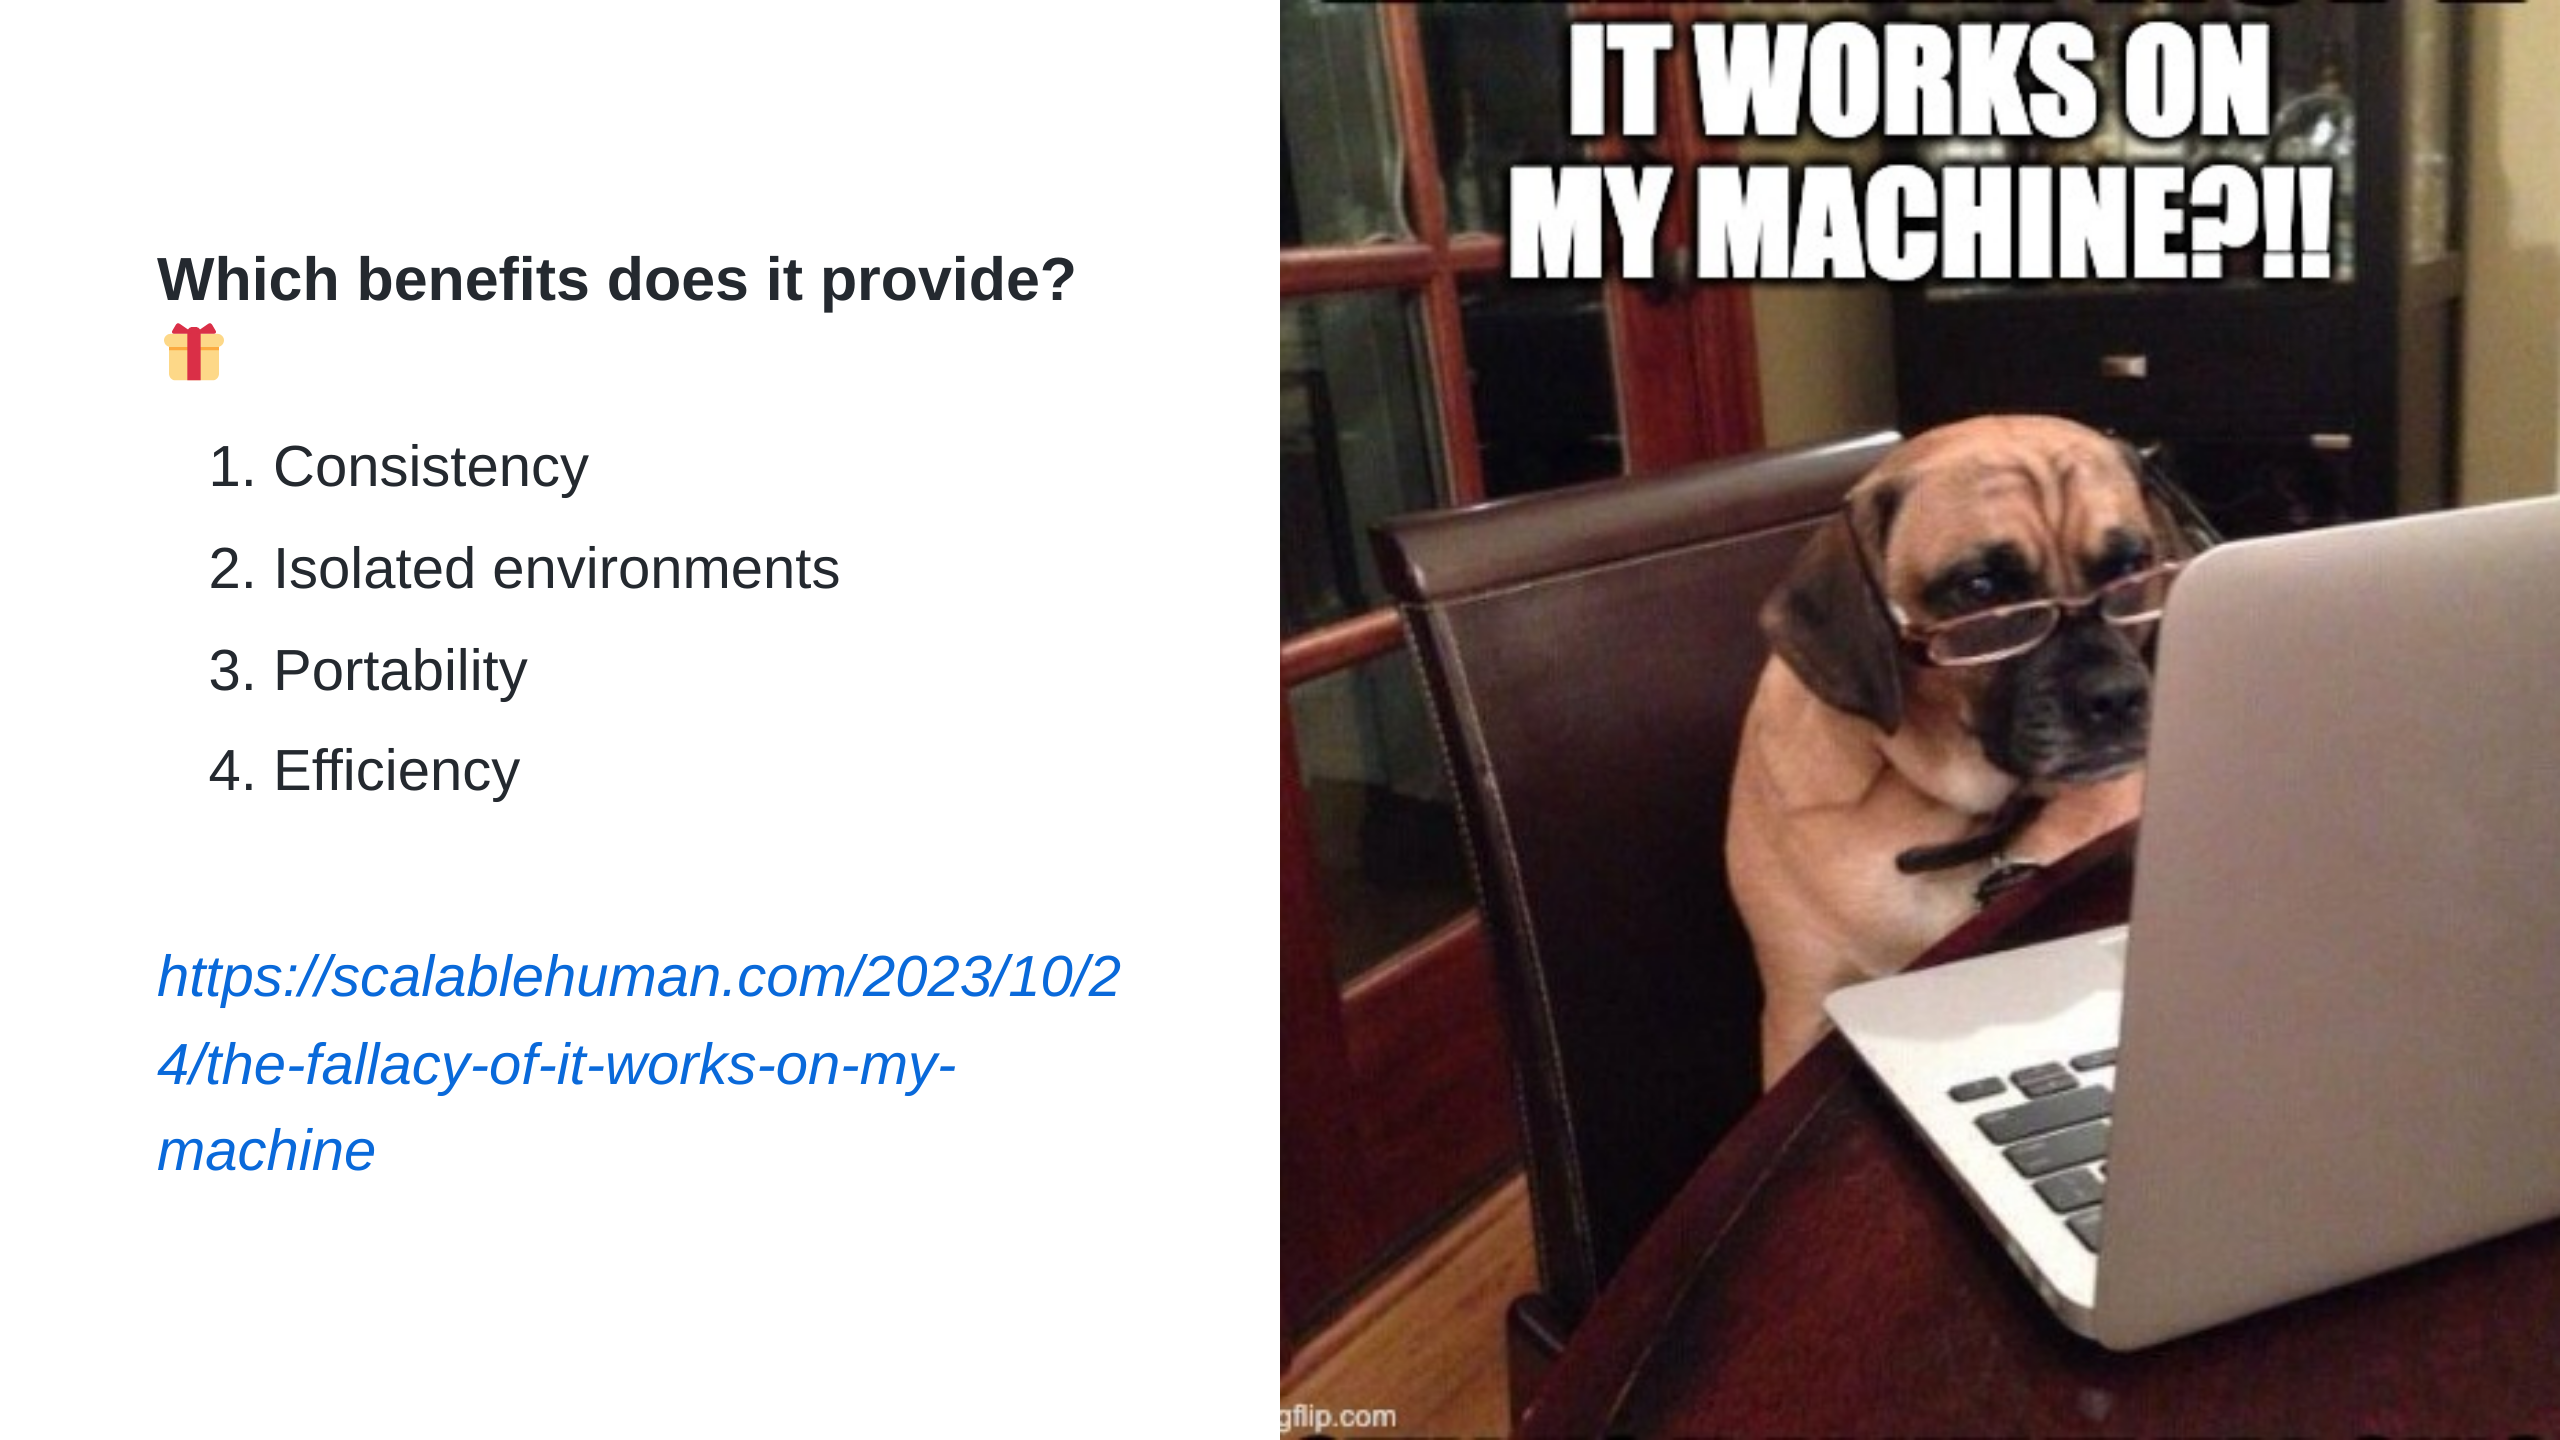 Which benefits does it provide?
🎁
1. Consistency
2. Isolated environments
3. Portability
4. Efficiency
https://scalablehuman.com/2023/10/2
4/the-fallacy-of-it-works-on-my-
machine
IT WORKS ON
MY MACHINE?!!
gflip.com